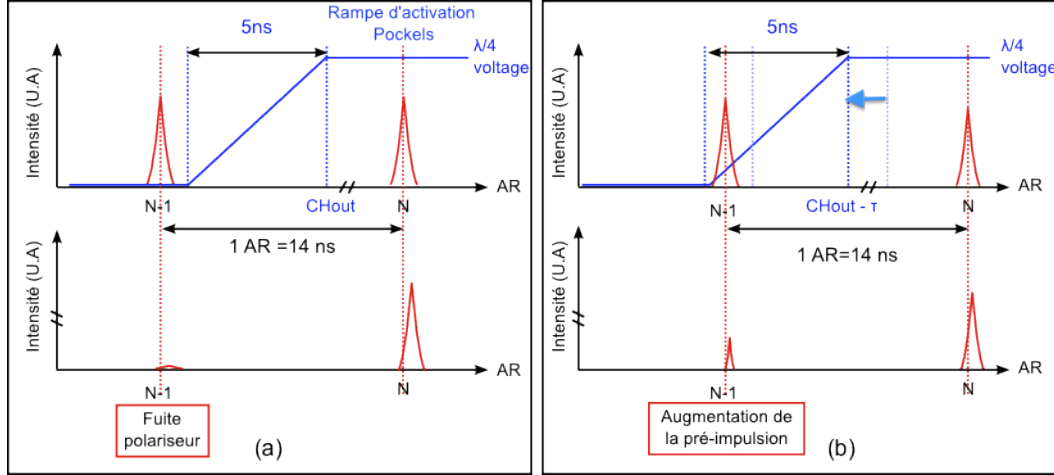 Rampe d'activation
Pockels
5ns
λ/4
voltage
Intensité (U.A)
AR
N-1
CHout
N
1 AR =14 ns
Intensité (U.A)
AR
N-1
N
Fuite
polariseur
(a)
5ns
λ/4
voltage
Intensité (U.A)
AR
N-1
CHout - τ
N
1 AR=14 ns
Intensité (U.A)
AR
N-1
N
Augmentation de
la pré-impulsion
(b)